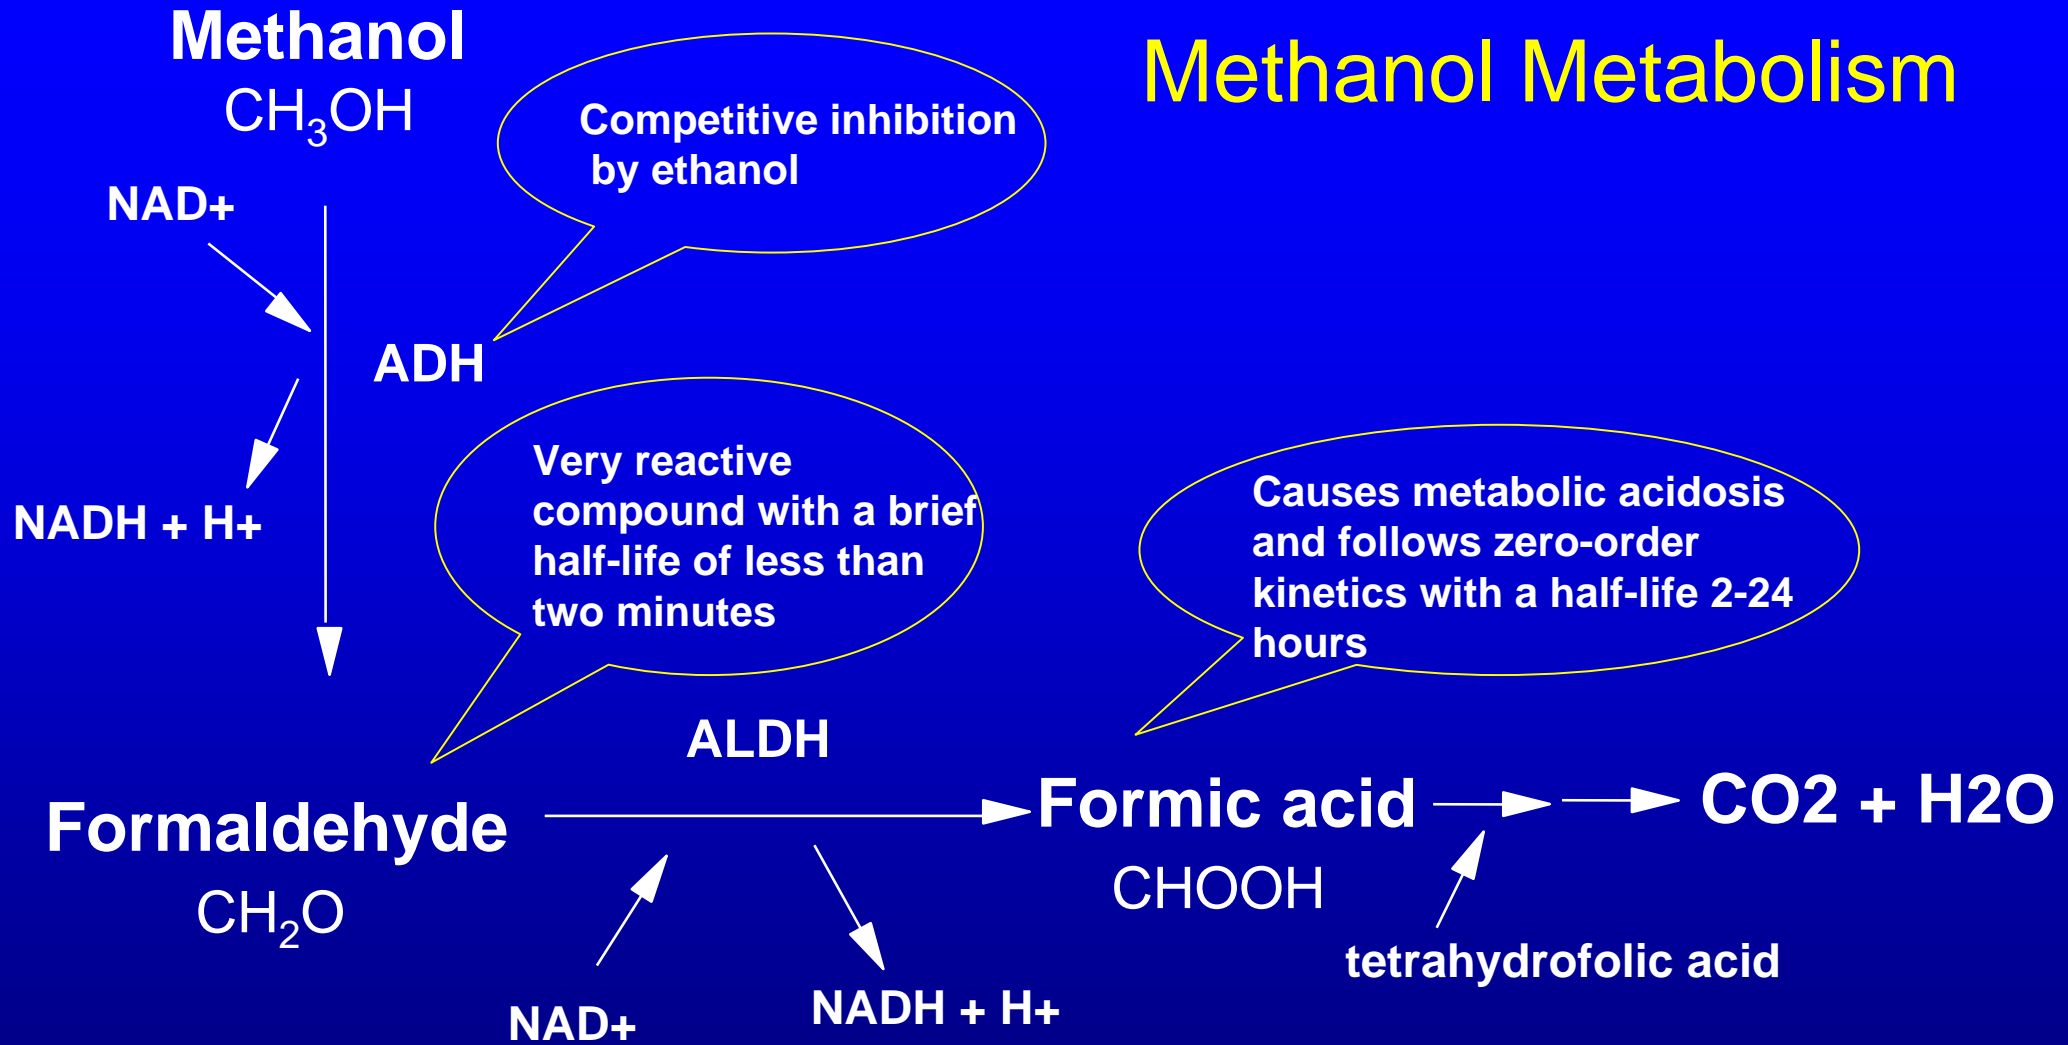 Methanol Metabolism
Methanol
CH₃OH
Competitive inhibition
by ethanol
NAD+
ADH
NADH + H+
Very reactive
compound with a brief
half-life of less than
two minutes
Causes metabolic acidosis
and follows zero-order
kinetics with a half-life 2-24
hours
ALDH
Formaldehyde
CH₂O
Formic acid
CHOOH
CO2 + H2O
NAD+
NADH + H+
tetrahydrofolic acid